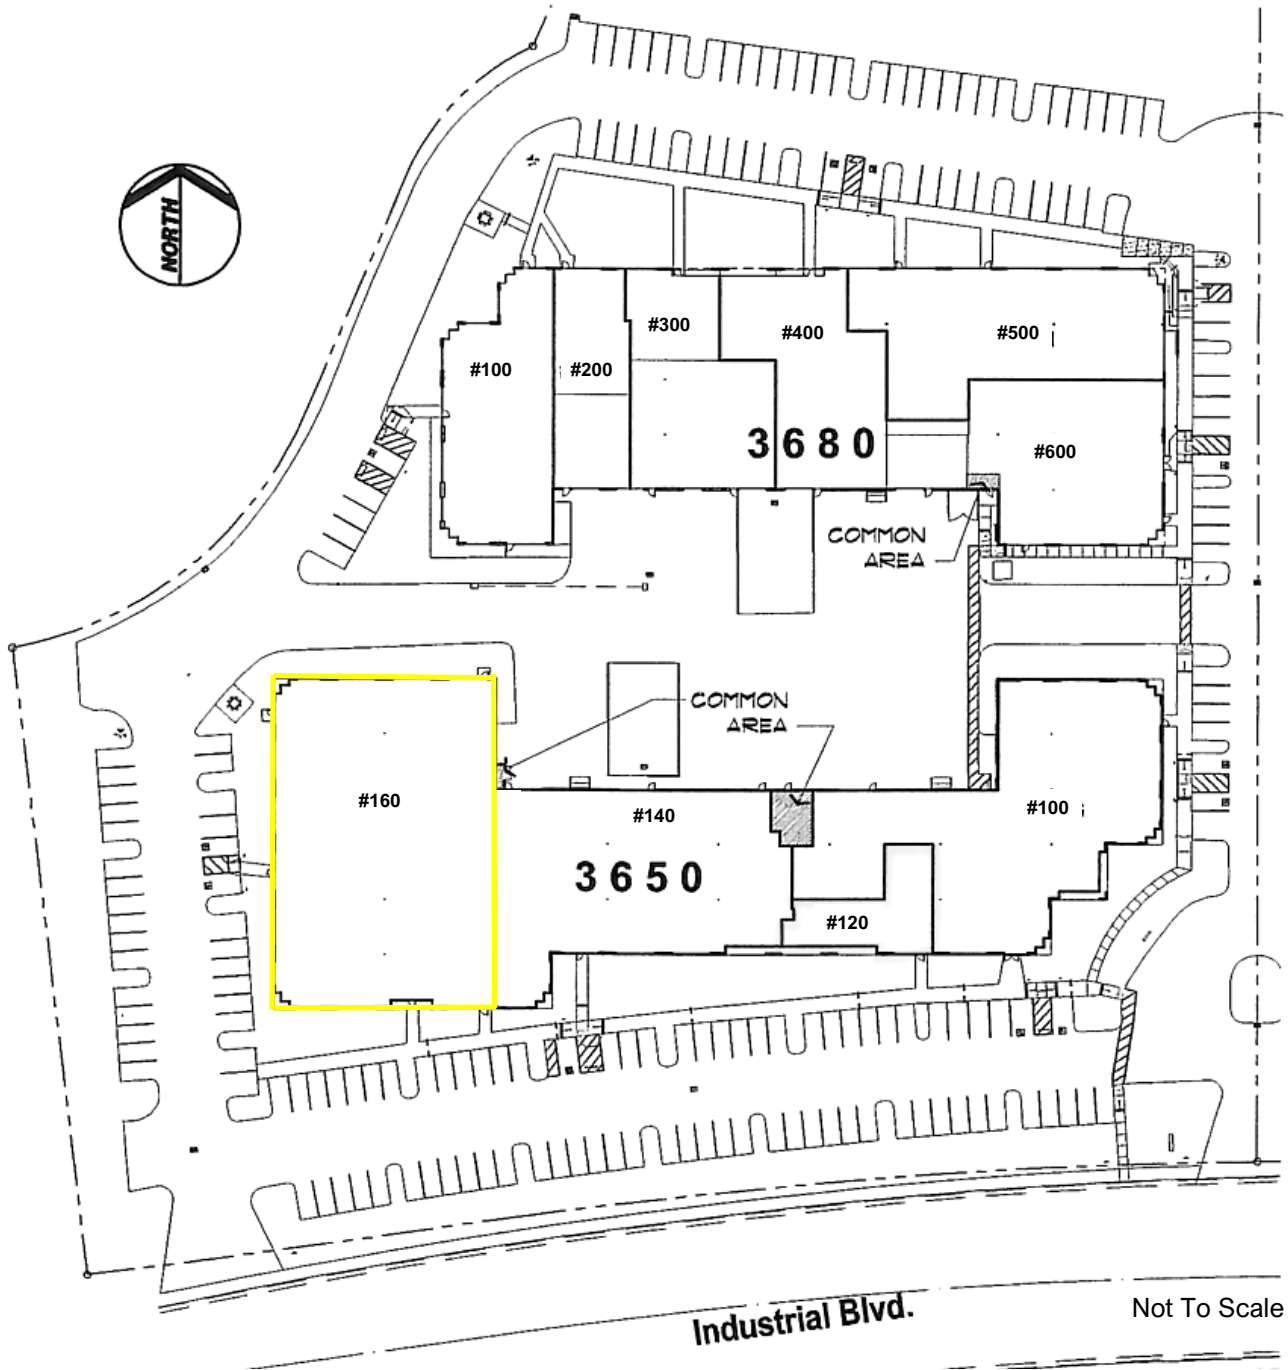 NORTH
#300
#400
#500
#100
#200
3680
#600
COMMON
AREA
COMMON
AREA
#160
#140
#100
3650
#120
Industrial Blvd.
Not To Scale